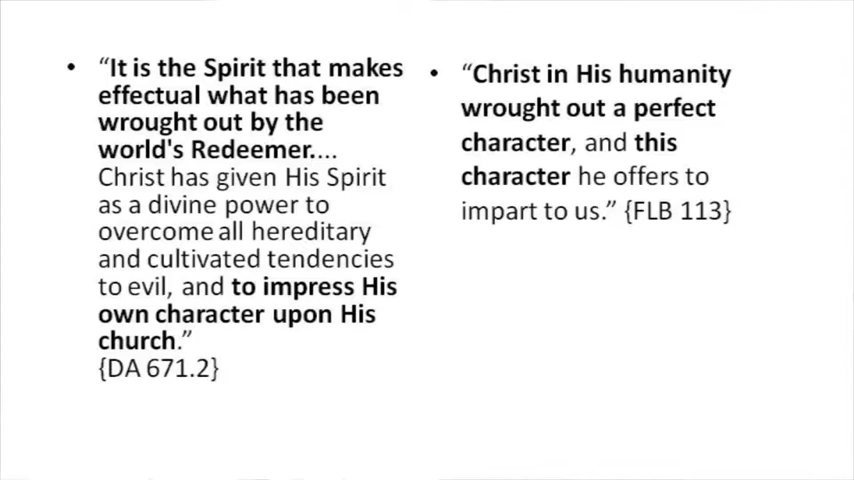 • “It is the Spirit that makes
effectual what has been
wrought out by the
world's Redeemer....
Christ has given His Spirit
as a divine power to
overcome all hereditary
and cultivated tendencies
to evil, and to impress His
own character upon His
church.”
{DA 671.2}
• “Christ in His humanity
wrought out a perfect
character, and this
character he offers to
impart to us.” {FLB 113}